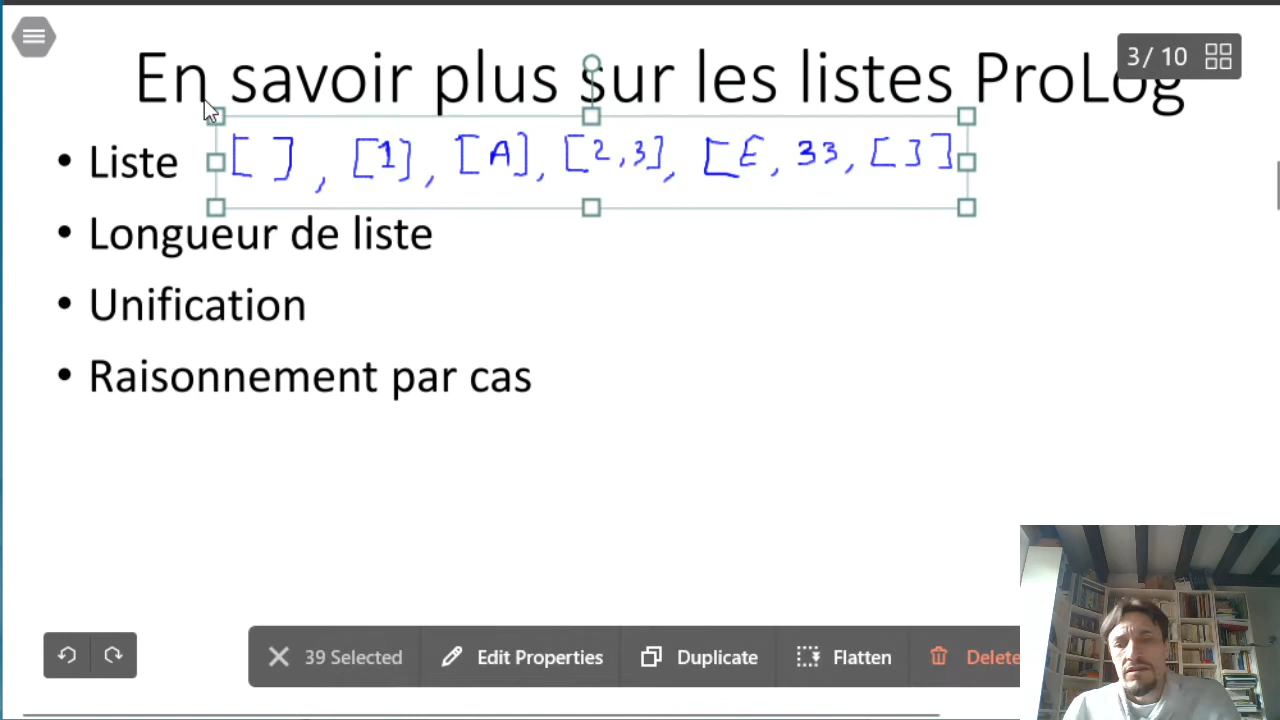 En savoir plus sur les listes ProLog
3/ 10
• Liste [ ] , [1], [A], [2,3], [E, 33, [ ]]
• Longueur de liste
• Unification
• Raisonnement par cas
39 Selected Edit Properties Duplicate Flatten Delete